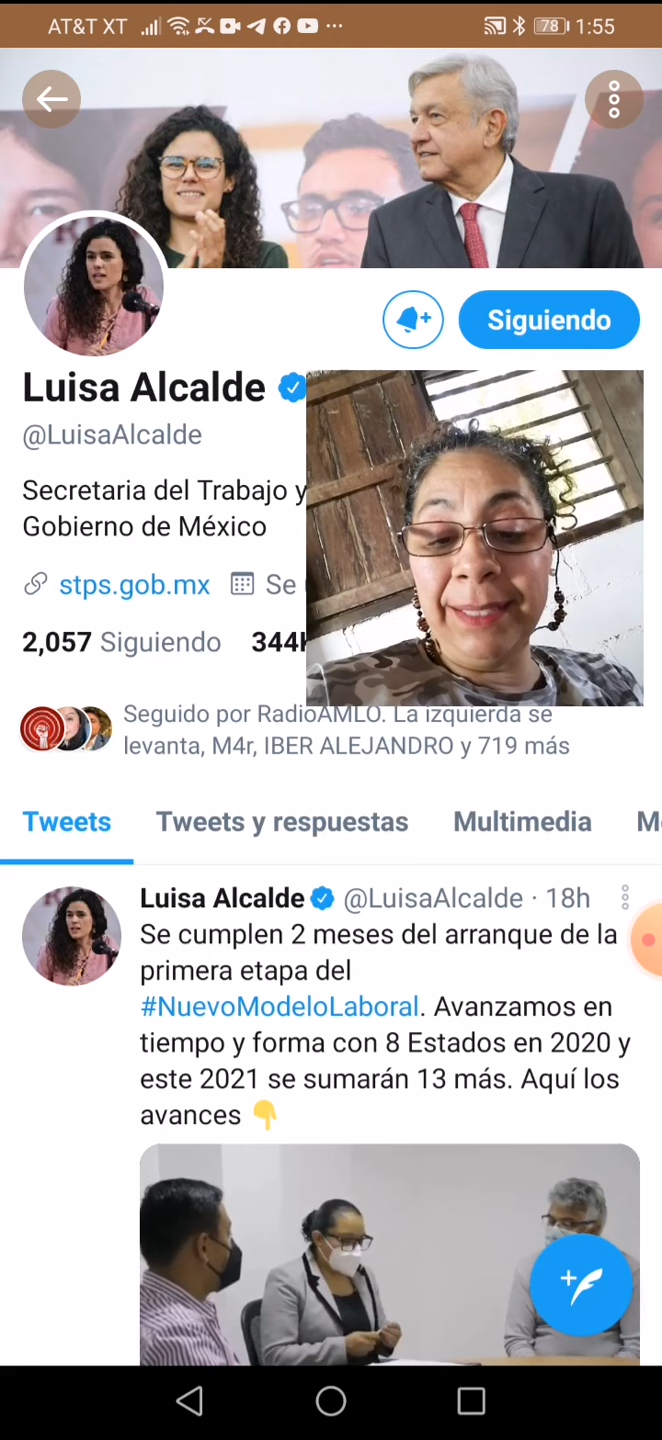 AT&T XT 78 1:55
Siguiendo
Luisa Alcalde
@LuisaAlcalde
Secretaria del Trabajo y
Gobierno de México
stps.gob.mx Se
2,057 Siguiendo 344
Seguido por RadioAMLO. La izquierda se
levanta, M4r, IBER ALEJANDRO y 719 más
Tweets Tweets y respuestas Multimedia M
Luisa Alcalde @LuisaAlcalde · 18h
Se cumplen 2 meses del arranque de la
primera etapa del
#NuevoModeloLaboral. Avanzamos en
tiempo y forma con 8 Estados en 2020 y
este 2021 se sumarán 13 más. Aquí los
avances 👇